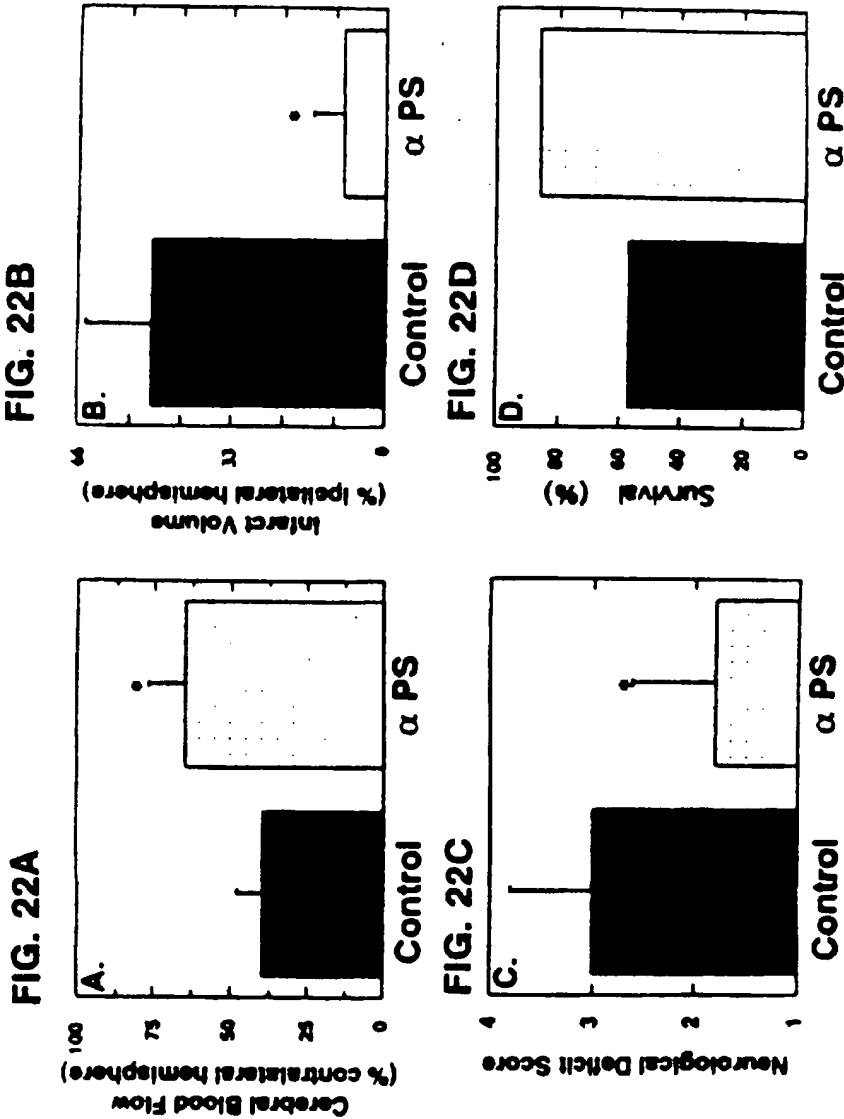 FIG. 22A
A.
Cerebral Blood Flow
(% contralateral hemisphere)
100
75
50
25
0
*
Control
α PS
FIG. 22B
B.
Infarct Volume
(% Ipsilateral hemisphere)
0
*
Control
α PS
FIG. 22C
C.
Neurological Deficit Score
4
3
2
1
*
Control
α PS
FIG. 22D
D.
Survival
(%)
100
80
60
40
20
0
Control
α PS